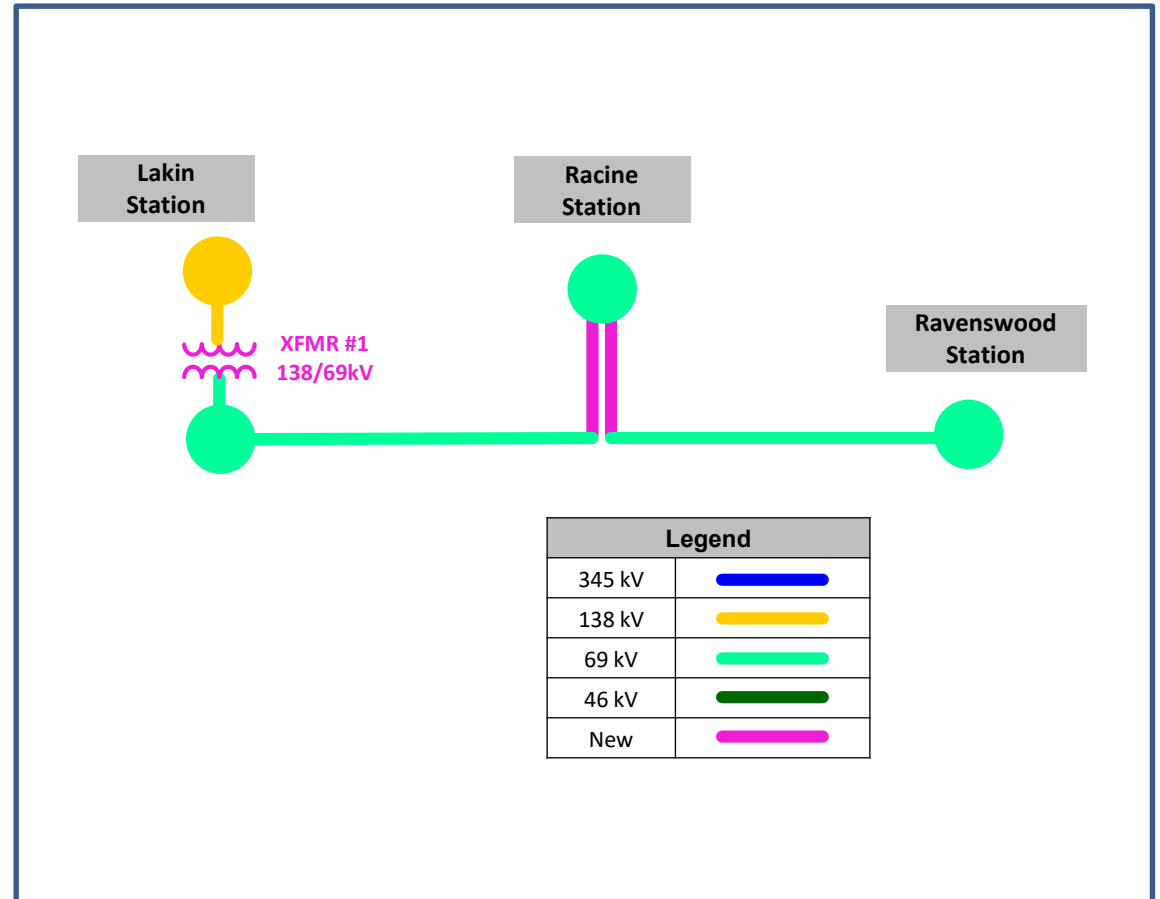 Lakin
Station
Racine
Station
Ravenswood
Station
XFMR #1
138/69kV
Legend
345 kV
138 kV
69 kV
46 kV
New